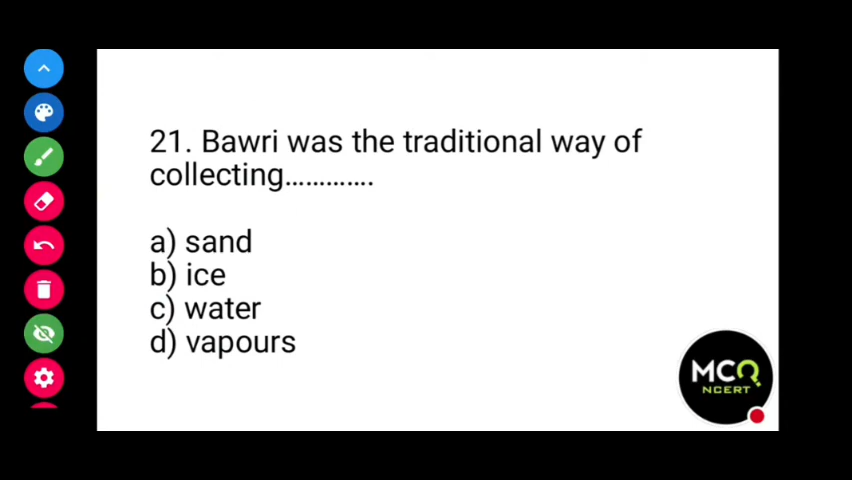 21. Bawri was the traditional way of
collecting.............
a) sand
b) ice
c) water
d) vapours
MCQ
NCERT